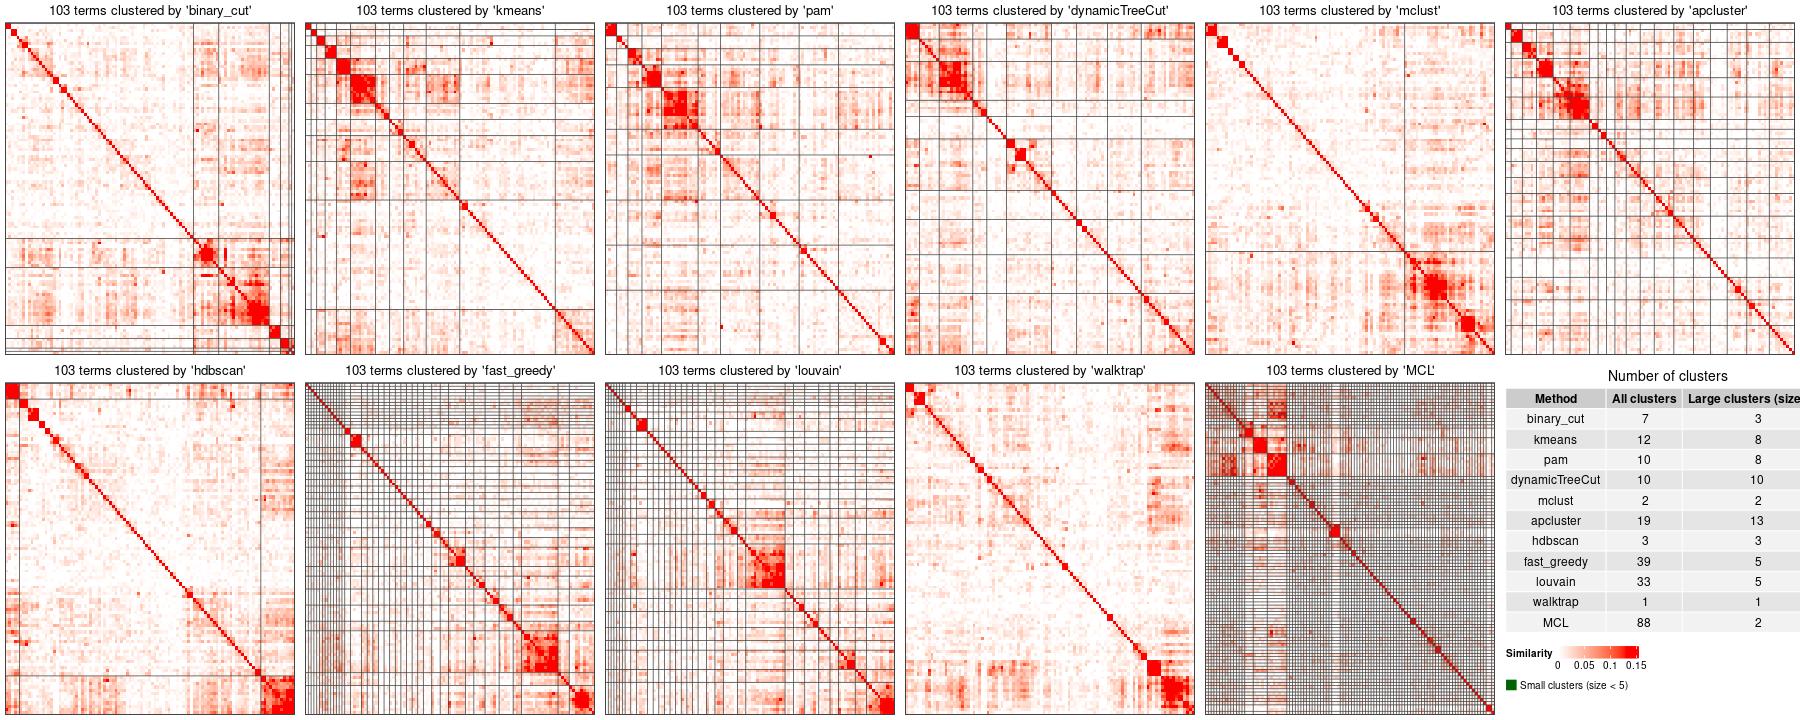 103 terms clustered by 'binary_cut'
103 terms clustered by 'kmeans'
103 terms clustered by 'pam'
103 terms clustered by 'dynamicTreeCut'
103 terms clustered by 'mclust'
103 terms clustered by 'apcluster'
103 terms clustered by 'hdbscan'
103 terms clustered by 'fast_greedy'
103 terms clustered by 'louvain'
103 terms clustered by 'walktrap'
103 terms clustered by 'MCL'
Number of clusters
Method All clusters Large clusters (size
binary_cut 7 3
kmeans 12 8
pam 10 8
dynamicTreeCut 10 10
mclust 2 2
apcluster 19 13
hdbscan 3 3
fast_greedy 39 5
louvain 33 5
walktrap 1 1
MCL 88 2
Similarity
0 0.05 0.1 0.15
Small clusters (size < 5)